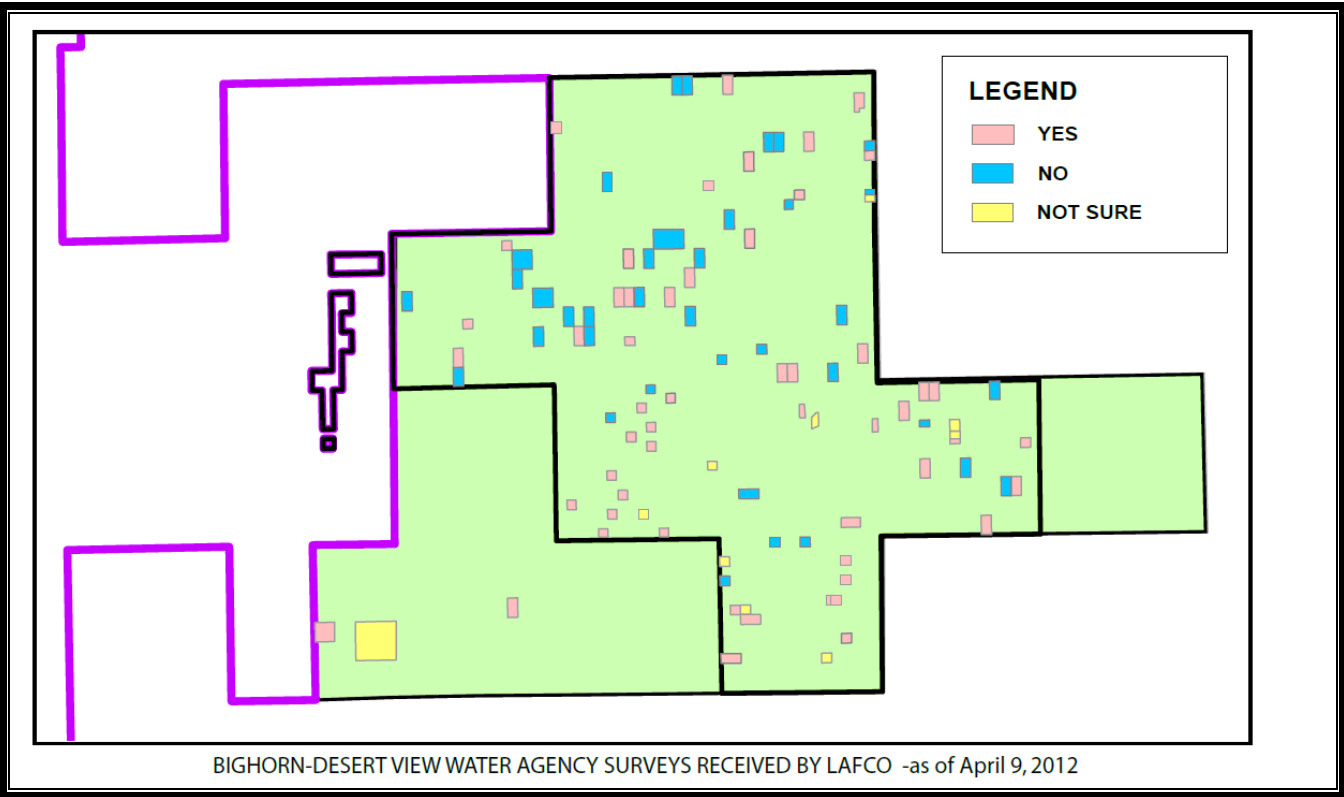 LEGEND
YES
NO
NOT SURE
BIGHORN-DESERT VIEW WATER AGENCY SURVEYS RECEIVED BY LAFCO -as of April 9, 2012